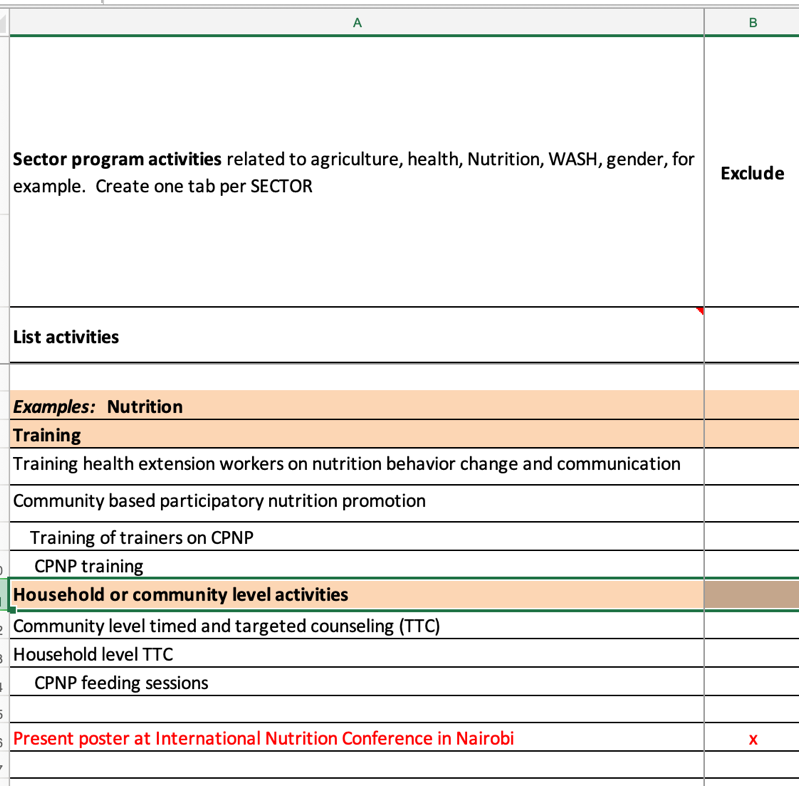 A B
Sector program activities related to agriculture, health, Nutrition, WASH, gender, for
example.  Create one tab per SECTOR
Exclude
List activities
Examples:  Nutrition
Training
Training health extension workers on nutrition behavior change and communication
Community based participatory nutrition promotion
Training of trainers on CPNP
CPNP training
Household or community level activities
Community level timed and targeted counseling (TTC)
Household level TTC
CPNP feeding sessions
Present poster at International Nutrition Conference in Nairobi x